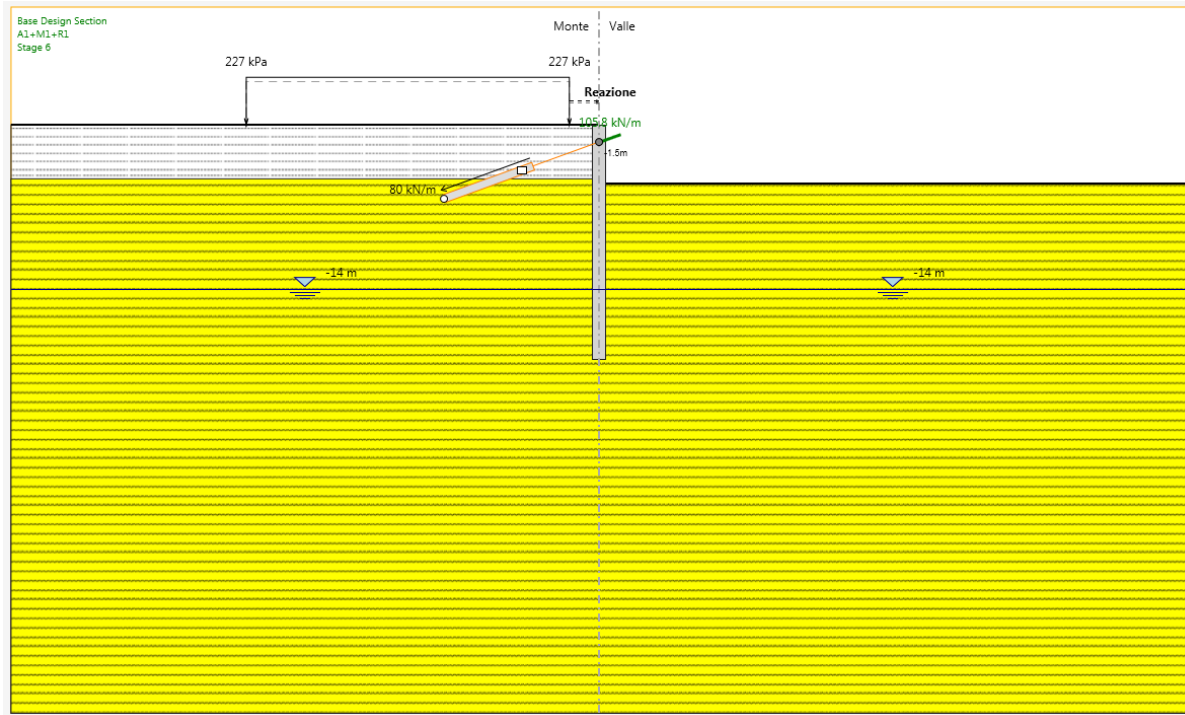 Base Design Section
A1+M1+R1
Stage 6
Monte Valle
227 kPa 227 kPa
Reazione
105.8 kN/m
-1.5m
80 kN/m
-14 m -14 m